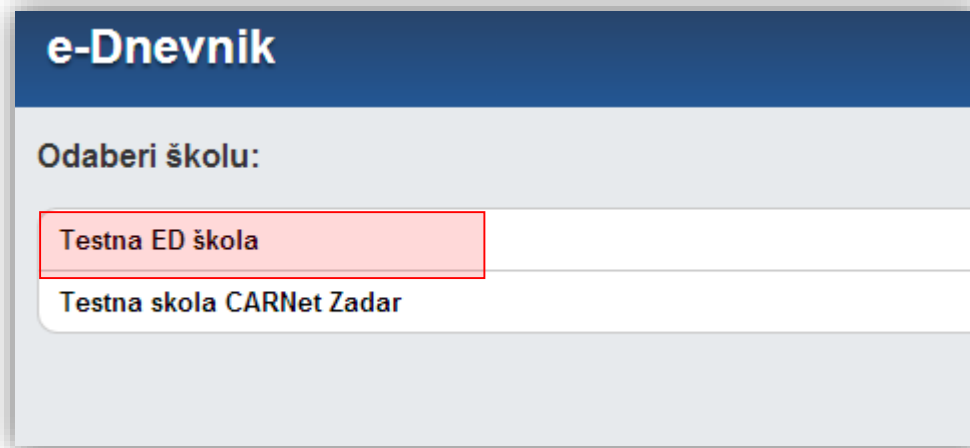 e-Dnevnik
Odaberi školu:
Testna ED škola
Testna skola CARNet Zadar